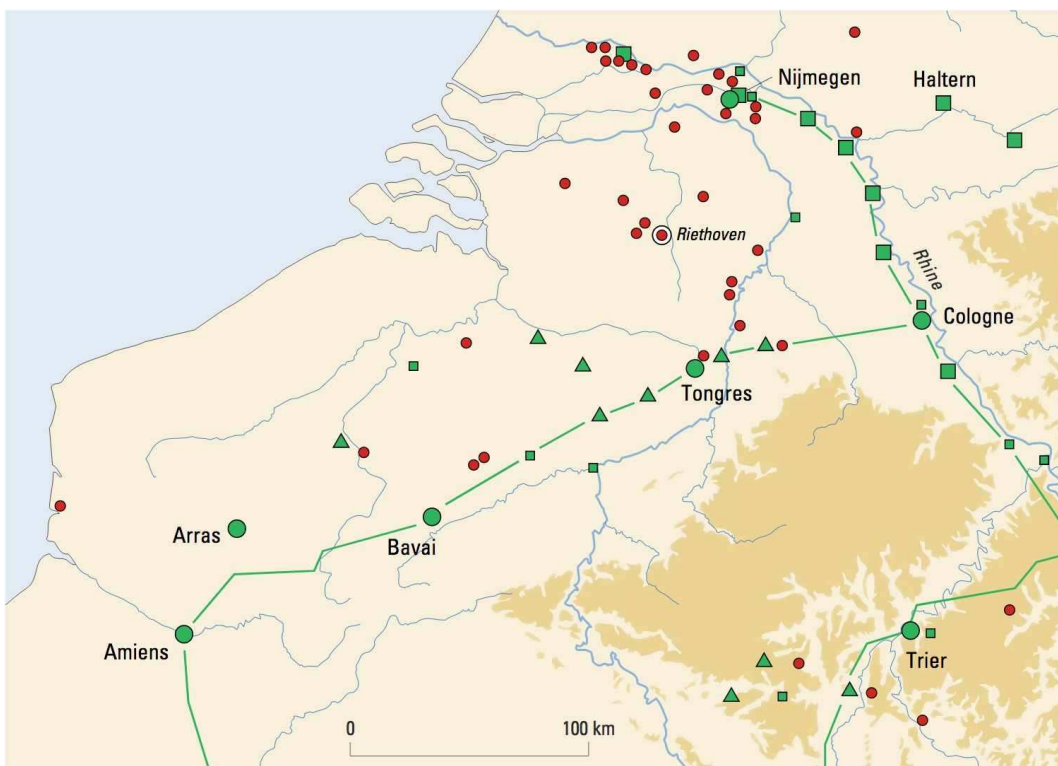 Nijmegen
Haltern
Riethoven
Rhine
Cologne
Tongres
Arras
Bavai
Amiens
Trier
0 100 km